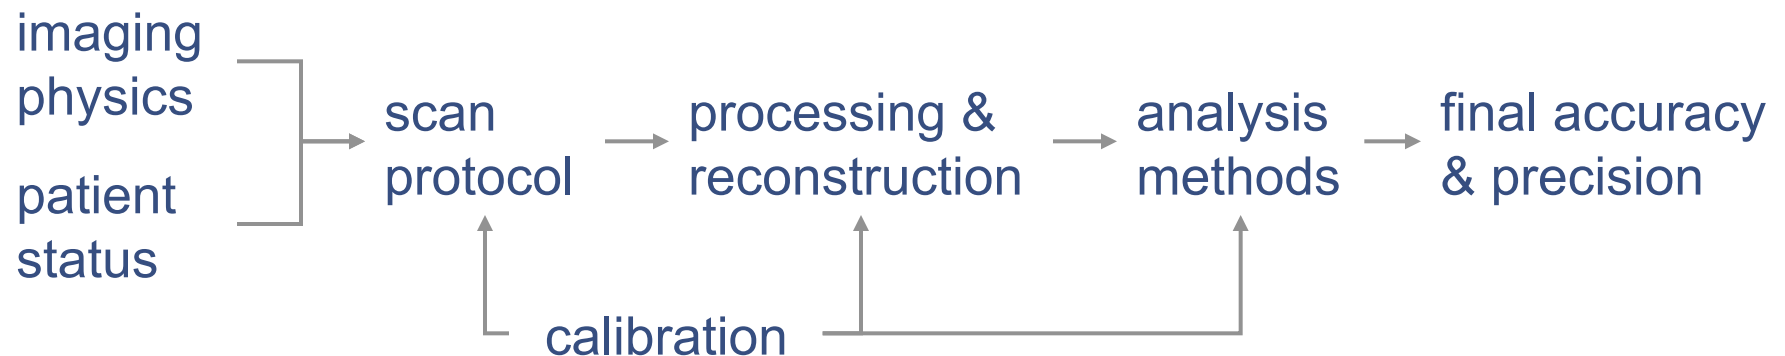 imaging
physics
patient
status
scan
protocol
processing &
reconstruction
analysis
methods
final accuracy
& precision
calibration